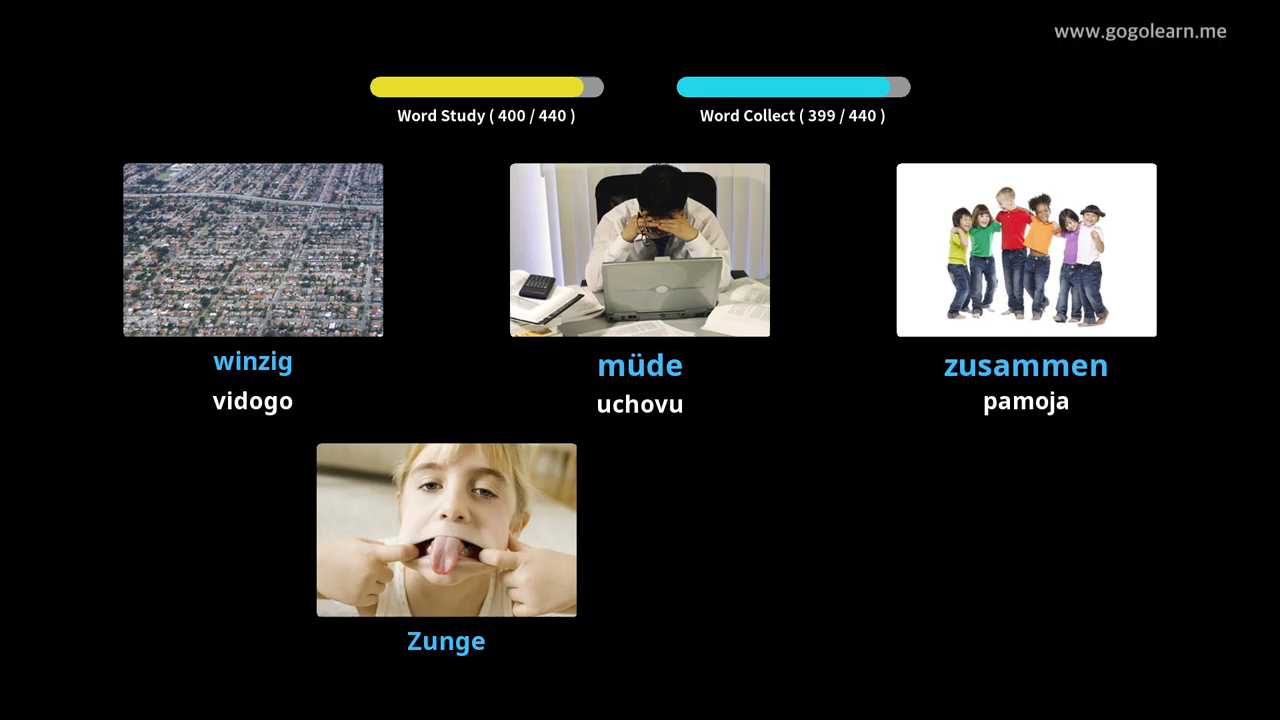 www.gogolearn.me
Word Study ( 400 / 440 )
Word Collect ( 399 / 440 )
winzig
vidogo
müde
uchovu
zusammen
pamoja
Zunge